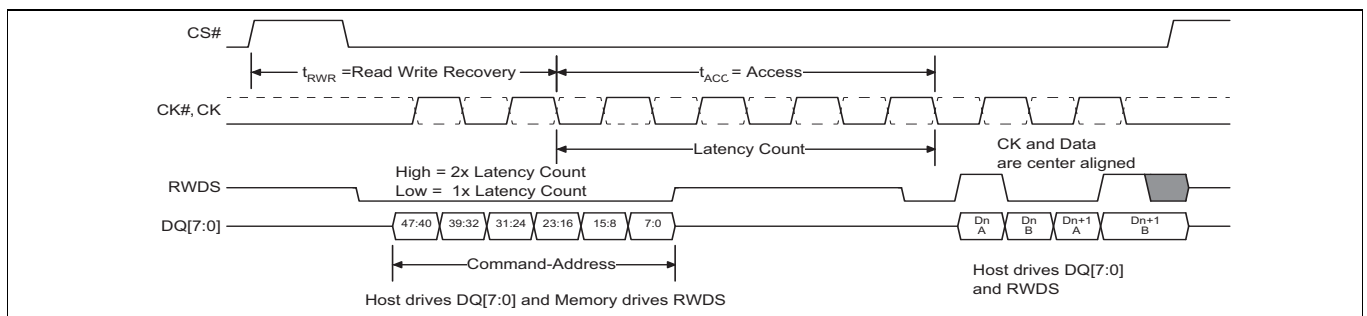 CS#
tRWR =Read Write Recovery
tACC = Access
CK#, CK
Latency Count
CK and Data
are center aligned
High = 2x Latency Count
Low = 1x Latency Count
RWDS
DQ[7:0]
47:40 39:32 31:24 23:16 15:8 7:0
Dn A
Dn B
Dn+1 A
Dn+1 B
Command-Address
Host drives DQ[7:0] and Memory drives RWDS
Host drives DQ[7:0]
and RWDS